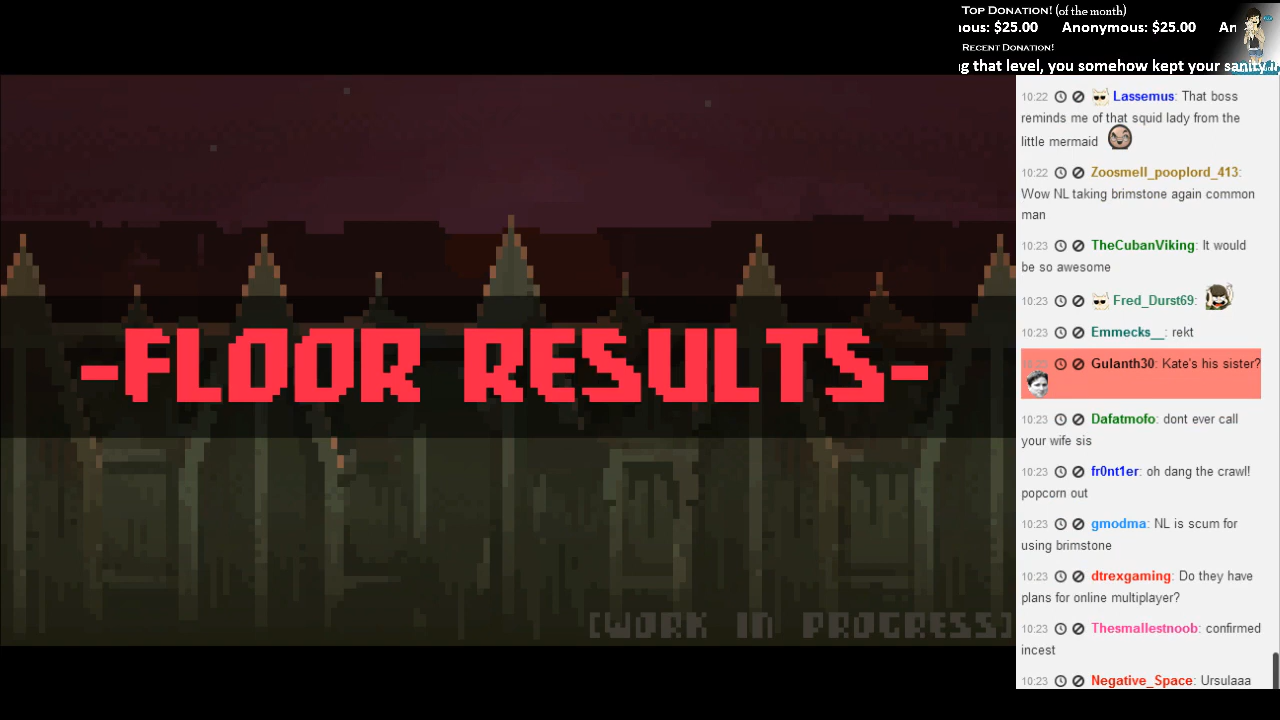 TOP DONATION! (of the month)
nous: $25.00 Anonymous: $25.00 An
RECENT DONATION!
g that level, you somehow kept your sanity
10:22 Lassemus: That boss
reminds me of that squid lady from the
little mermaid
10:22 Zoosmell_pooplord_413:
Wow NL taking brimstone again common
man
10:23 TheCubanViking: It would
be so awesome
10:23 Fred_Durst69:
10:23 Emmecks__: rekt
Gulanth30: Kate's his sister?
10:23 Dafatmofo: dont ever call
your wife sis
10:23 fr0nt1er: oh dang the crawl!
popcorn out
10:23 gmodma: NL is scum for
using brimstone
10:23 dtrexgaming: Do they have
plans for online multiplayer?
10:23 Thesmallestnoob: confirmed
incest
10:23 Negative_Space: Ursulaaa
-FLOOR RESULTS-
[WORK IN PROGRESS]